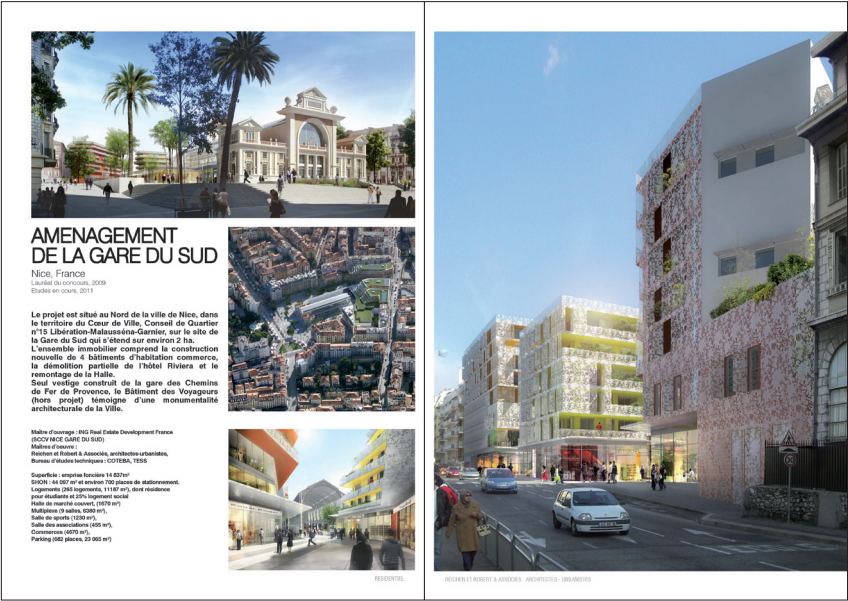 AMENAGEMENT
DE LA GARE DU SUD
Nice, France
Lauréat du concours, 2009
Etudes en cours, 2011
Le projet est situé au Nord de la ville de Nice, dans
le territoire du Cœur de Ville, Conseil de Quartier
n°15 Libération-Malausséna-Garnier, sur le site de
la Gare du Sud qui s'étend sur environ 2 ha.
L'ensemble immobilier comprend la construction
nouvelle de 4 bâtiments d'habitation commerce,
la démolition partielle de l'hôtel Riviera et le
remontage de la Halle.
Seul vestige construit de la gare des Chemins
de Fer de Provence, le Bâtiment des Voyageurs
(hors projet) témoigne d'une monumentalité
architecturale de la Ville.
Maître d'ouvrage : ING Real Estate Development France
(SCCV NICE GARE DU SUD)
Maîtres d'oeuvre :
Reichen et Robert & Associés, architectes-urbanistes,
Bureau d'études techniques : COTEBA, TESS
Superficie : emprise foncière 14 837m²
SHON : 44 097 m² et environ 700 places de stationnement.
Logements (265 logements, 11187 m²), dont résidence
pour étudiants et 25% logement social
Halle de marché couvert, (1670 m²)
Multiplexe (9 salles, 6380 m²),
Salle de sports (1230 m²),
Salle des associations (455 m²),
Commerces (4670 m²),
Parking (682 places, 23 065 m²)
RESIDENTIEL
REICHEN ET ROBERT & ASSOCIES ARCHITECTES - URBANISTES